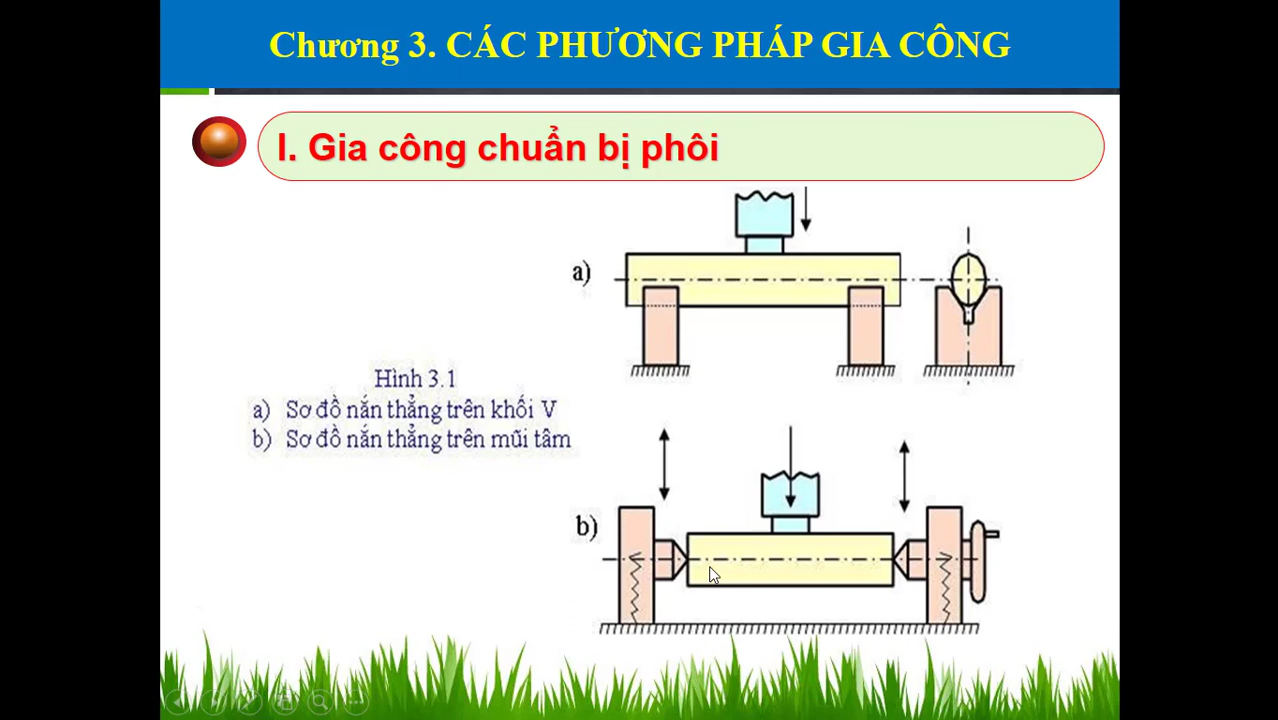 Chương 3. CÁC PHƯƠNG PHÁP GIA CÔNG
I. Gia công chuẩn bị phôi
a)
Hình 3.1
a) Sơ đồ nắn thẳng trên khối V
b) Sơ đồ nắn thẳng trên mũi tâm
b)